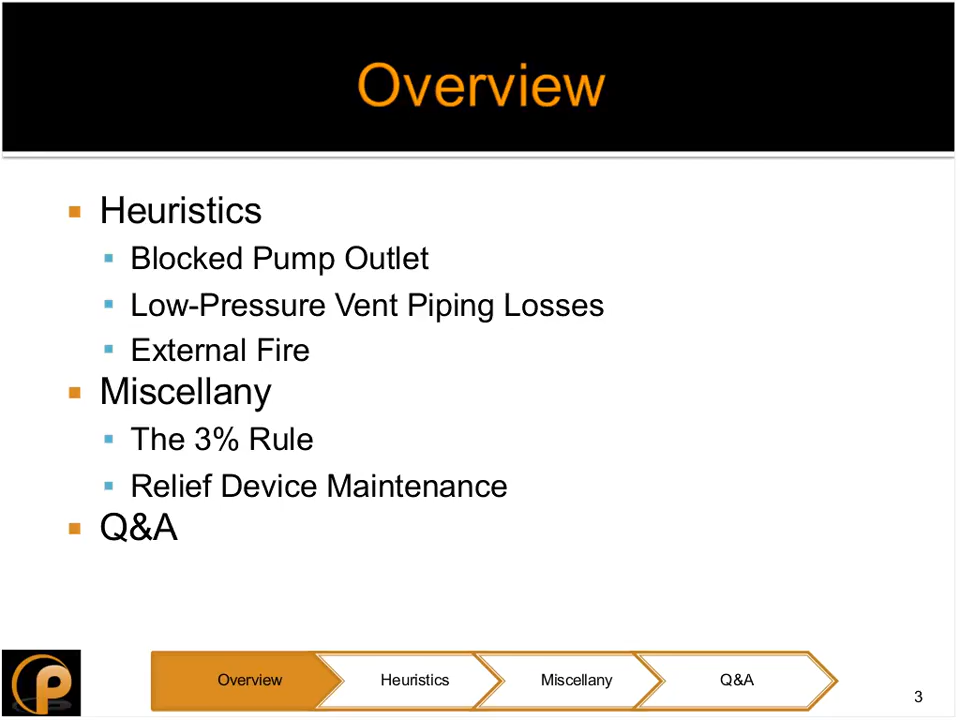 Overview
Heuristics
Blocked Pump Outlet
Low-Pressure Vent Piping Losses
External Fire
Miscellany
The 3% Rule
Relief Device Maintenance
Q&A
P
Overview
Heuristics
Miscellany
Q&A
3